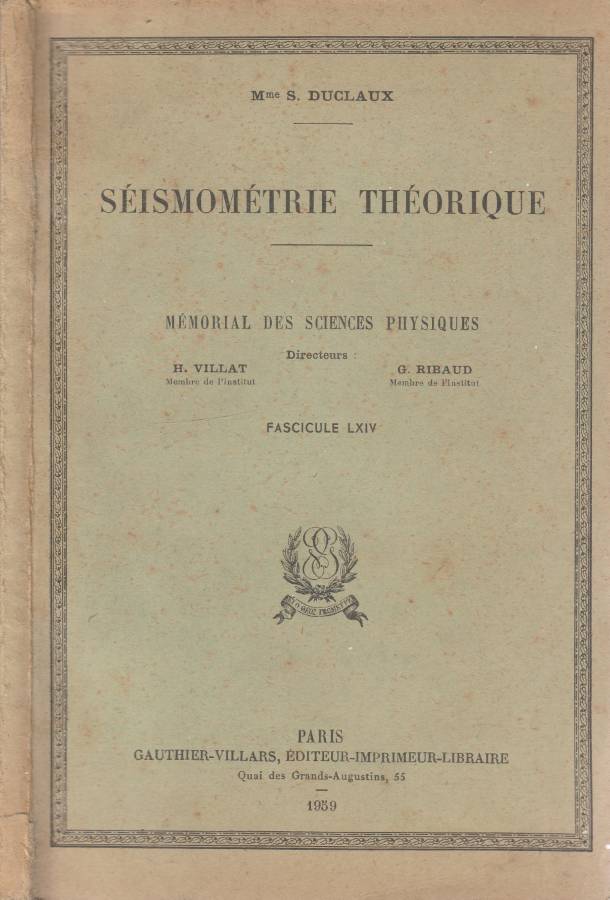 Mme S. DUCLAUX
SÉISMOMÉTRIE THÉORIQUE
MÉMORIAL DES SCIENCES PHYSIQUES
Directeurs :
H. VILLAT G. RIBAUD
Membre de l'Institut Membre de l'Institut
FASCICULE LXIV
PARIS
GAUTHIER-VILLARS, ÉDITEUR-IMPRIMEUR-LIBRAIRE
Quai des Grands-Augustins, 55
1959